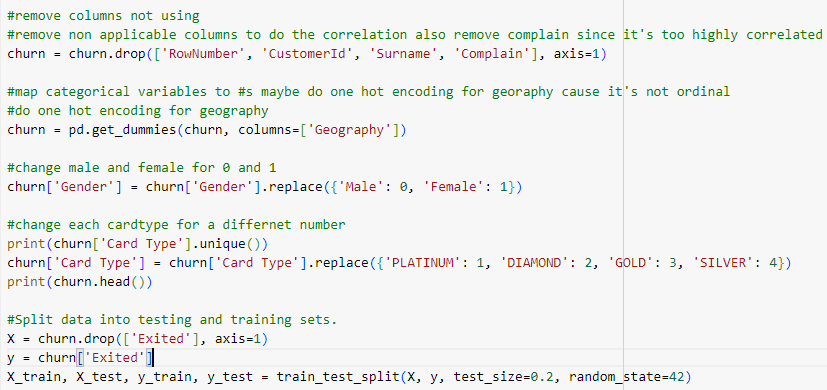 #remove columns not using
#remove non applicable columns to do the correlation also remove complain since it's too highly correlated
churn = churn.drop(['RowNumber', 'CustomerId', 'Surname', 'Complain'], axis=1)
#map categorical variables to #s maybe do one hot encoding for georaphy cause it's not ordinal
#do one hot encoding for geography
churn = pd.get_dummies(churn, columns=['Geography'])
#change male and female for 0 and 1
churn['Gender'] = churn['Gender'].replace({'Male': 0, 'Female': 1})
#change each cardtype for a differnet number
print(churn['Card Type'].unique())
churn['Card Type'] = churn['Card Type'].replace({'PLATINUM': 1, 'DIAMOND': 2, 'GOLD': 3, 'SILVER': 4})
print(churn.head())
#Split data into testing and training sets.
X = churn.drop(['Exited'], axis=1)
y = churn['Exited']
X_train, X_test, y_train, y_test = train_test_split(X, y, test_size=0.2, random_state=42)